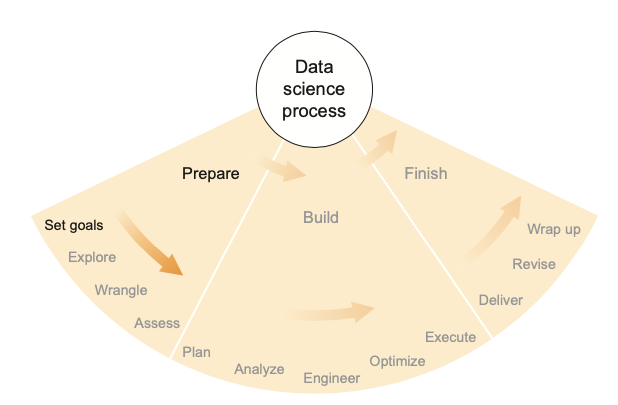 Data
science
process
Prepare
Finish
Build
Set goals
Explore
Wrangle
Assess
Plan
Analyze
Engineer
Optimize
Execute
Deliver
Revise
Wrap up